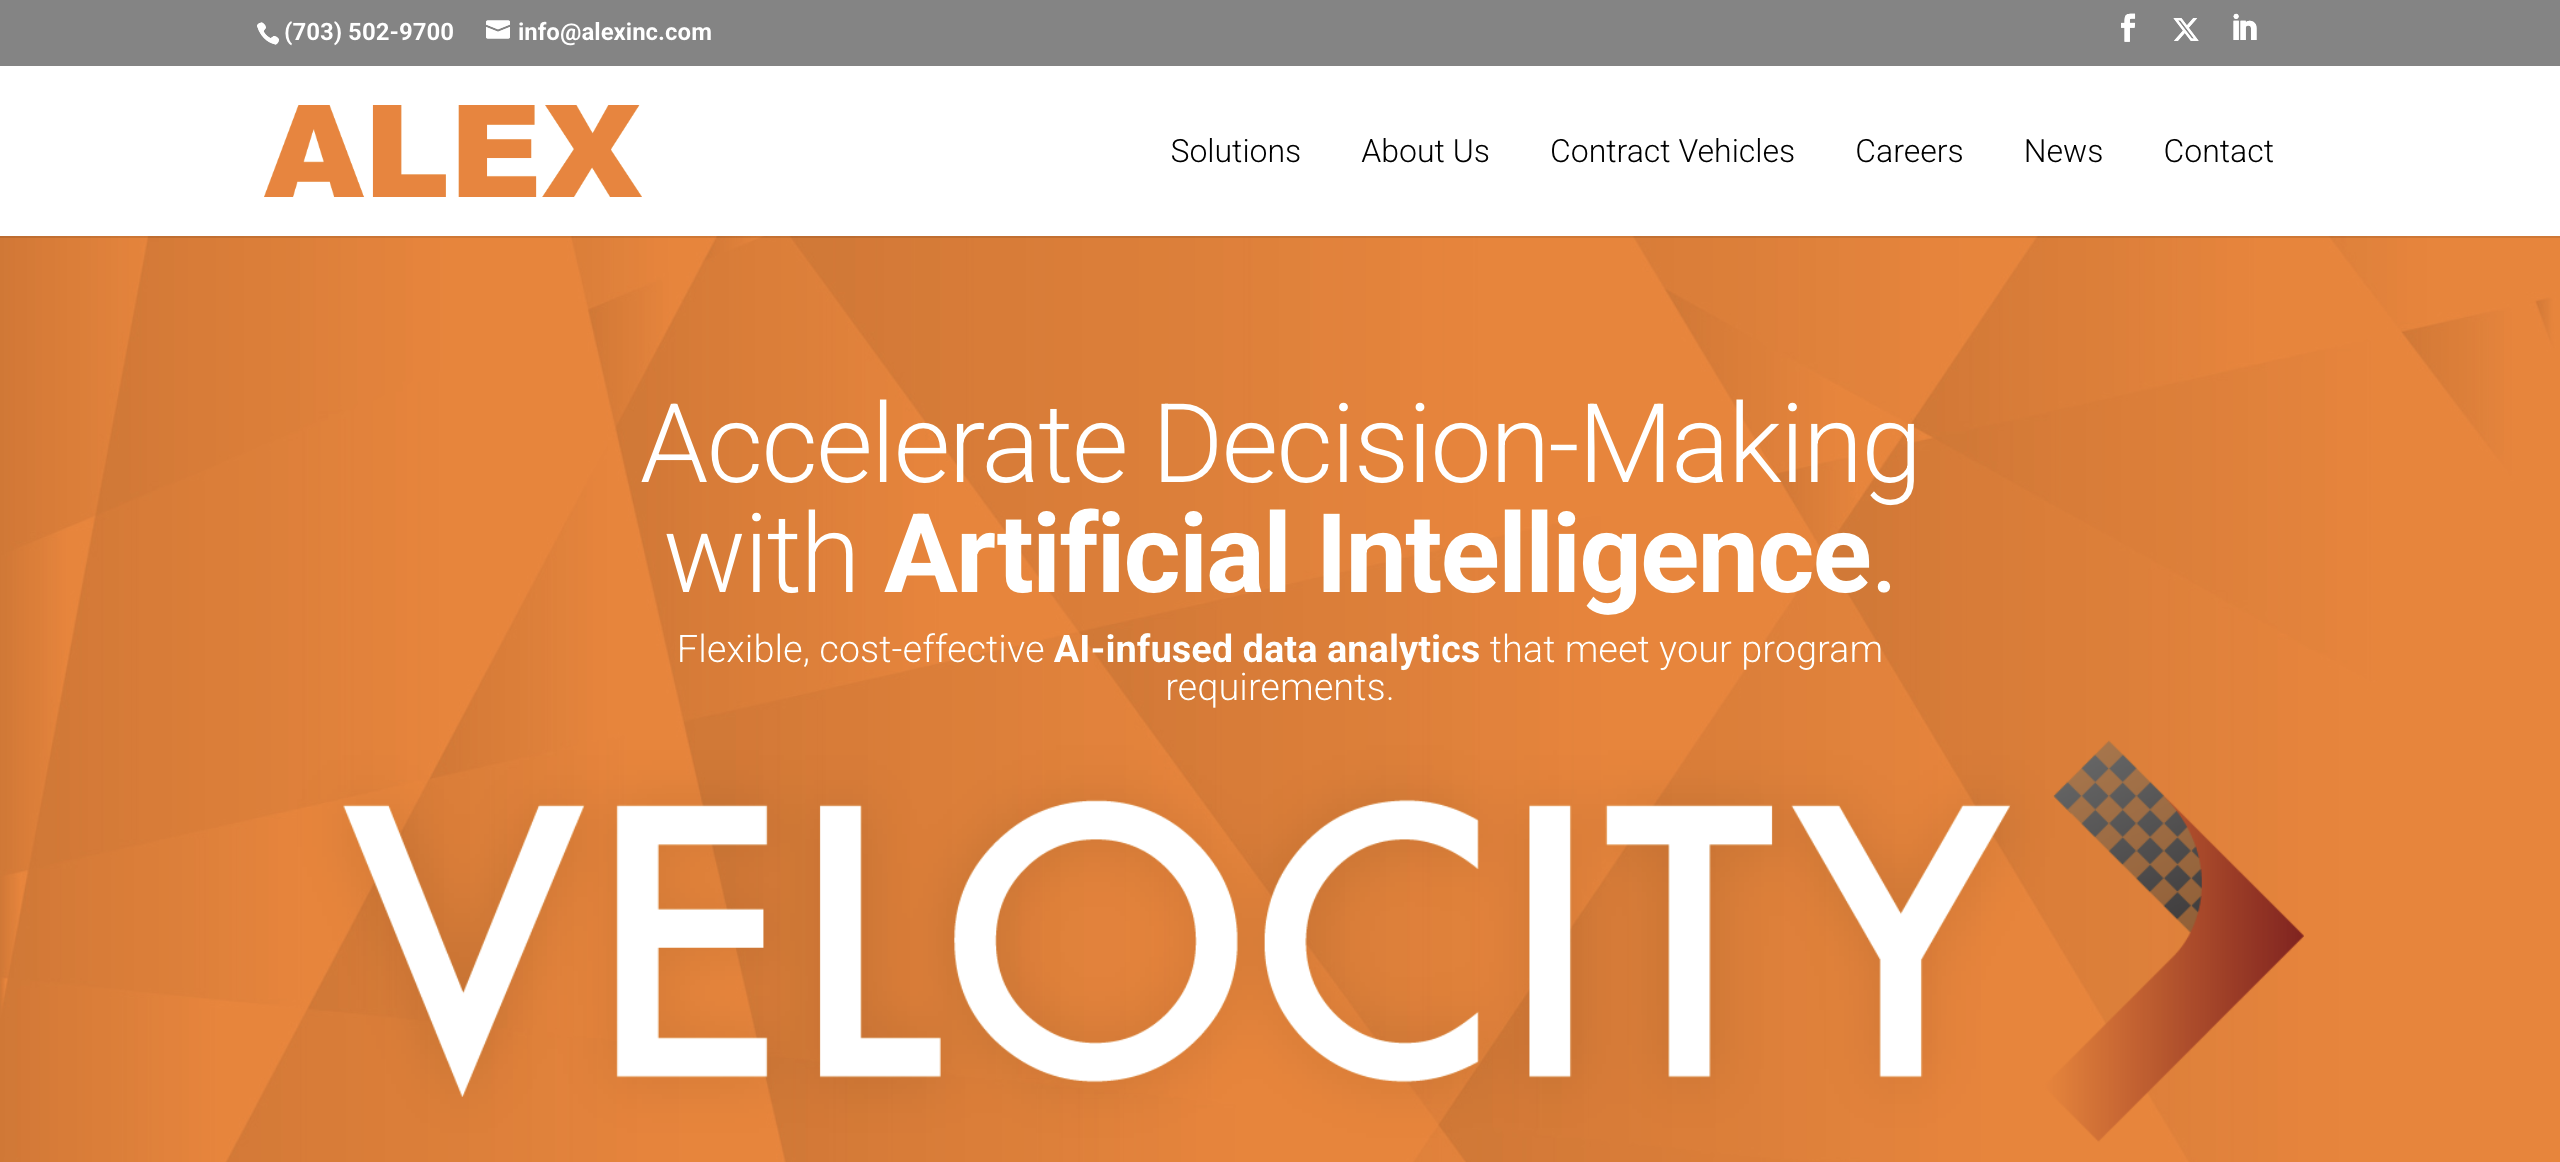 (703) 502-9700 info@alexinc.com
ALEX
Solutions About Us Contract Vehicles Careers News Contact
Accelerate Decision-Making
with Artificial Intelligence.
Flexible, cost-effective AI-infused data analytics that meet your program
requirements.
VELOCITY